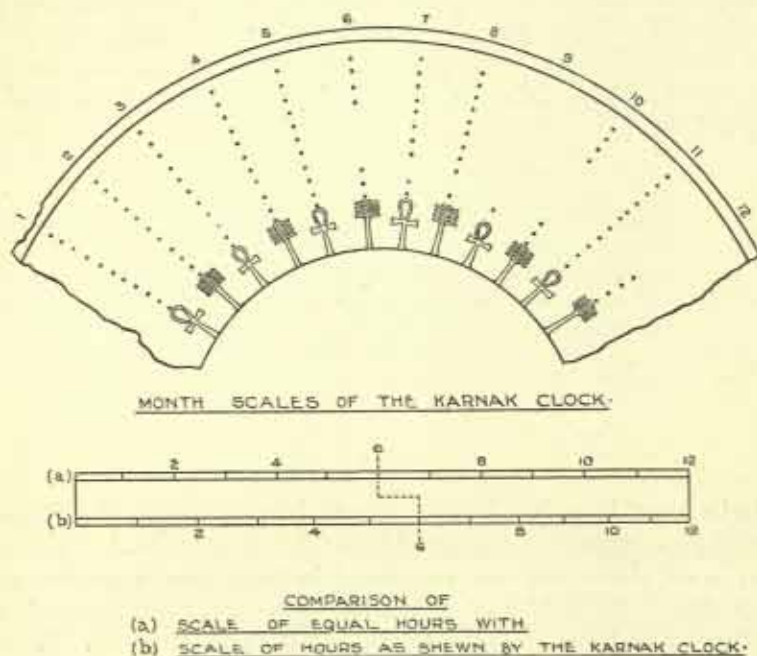 1 2 3 4 5 6 7 8 9 10 11 12
MONTH SCALES OF THE KARNAK CLOCK.
(a) 2 4 6 8 10 12
(b) 2 4 6 8 10 12
COMPARISON OF
(a) SCALE OF EQUAL HOURS WITH
(b) SCALE OF HOURS AS SHEWN BY THE KARNAK CLOCK.